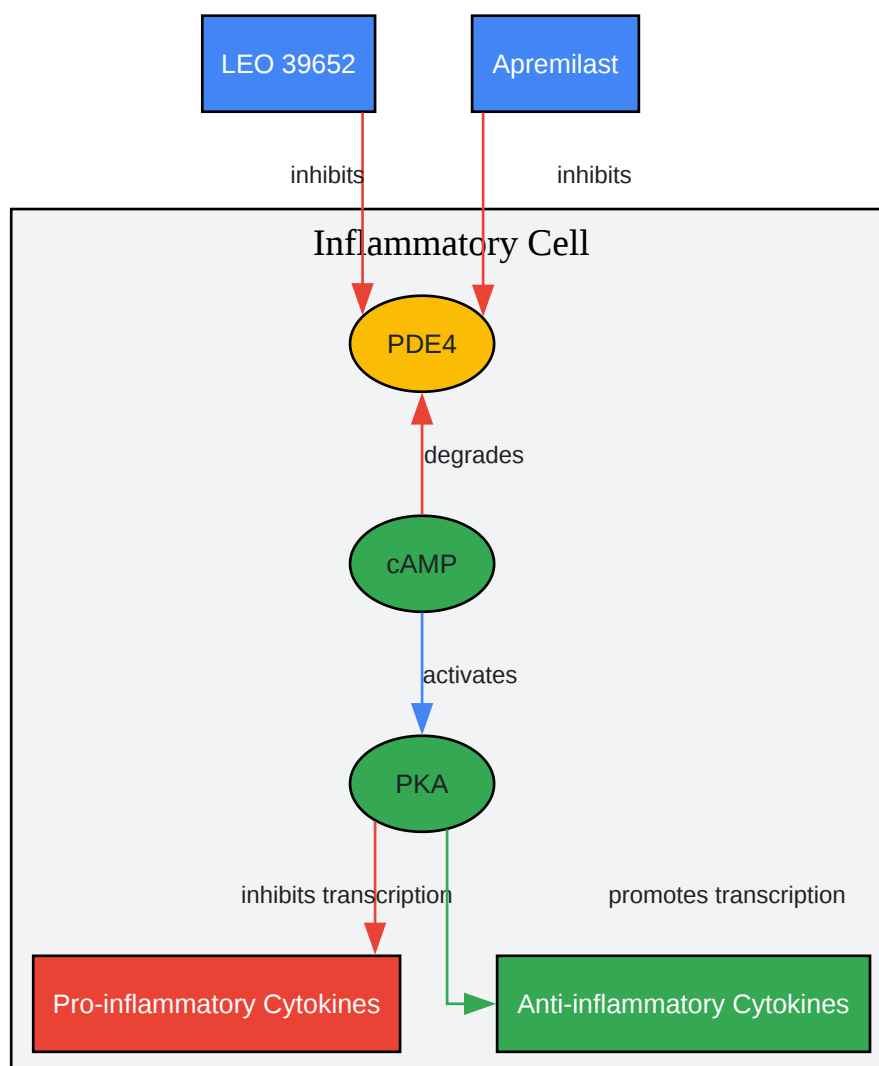 LEO 39652
Apremilast
inhibits
inhibits
Inflammatory Cell
PDE4
degrades
cAMP
activates
PKA
inhibits transcription
promotes transcription
Pro-inflammatory Cytokines
Anti-inflammatory Cytokines